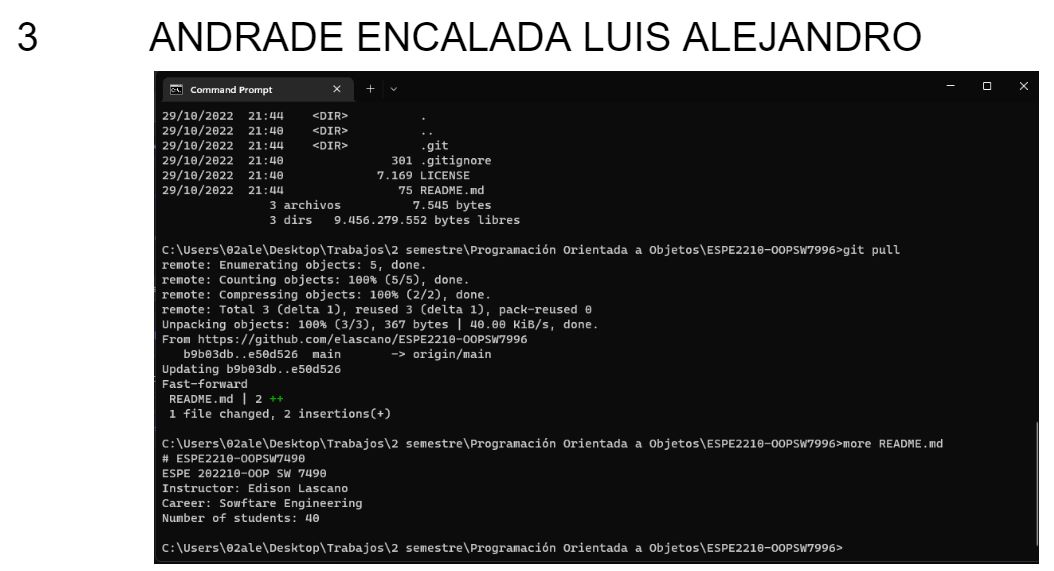 3 ANDRADE ENCALADA LUIS ALEJANDRO
Command Prompt
29/10/2022  21:44    <DIR>          .
29/10/2022  21:40    <DIR>          ..
29/10/2022  21:44    <DIR>          .git
29/10/2022  21:40               301 .gitignore
29/10/2022  21:40             7.169 LICENSE
29/10/2022  21:44                75 README.md
               3 archivos          7.545 bytes
               3 dirs   9.456.279.552 bytes libres
C:\Users\02ale\Desktop\Trabajos\2 semestre\Programación Orientada a Objetos\ESPE2210-OOPSW7996>git pull
remote: Enumerating objects: 5, done.
remote: Counting objects: 100% (5/5), done.
remote: Compressing objects: 100% (2/2), done.
remote: Total 3 (delta 1), reused 3 (delta 1), pack-reused 0
Unpacking objects: 100% (3/3), 367 bytes | 40.00 KiB/s, done.
From https://github.com/elascano/ESPE2210-OOPSW7996
   b9b03db..e50d526  main       -> origin/main
Updating b9b03db..e50d526
Fast-forward
 README.md | 2 ++
 1 file changed, 2 insertions(+)
C:\Users\02ale\Desktop\Trabajos\2 semestre\Programación Orientada a Objetos\ESPE2210-OOPSW7996>more README.md
# ESPE2210-OOPSW7490
ESPE 202210-OOP SW 7490
Instructor: Edison Lascano
Career: Sowftare Engineering
Number of students: 40
C:\Users\02ale\Desktop\Trabajos\2 semestre\Programación Orientada a Objetos\ESPE2210-OOPSW7996>